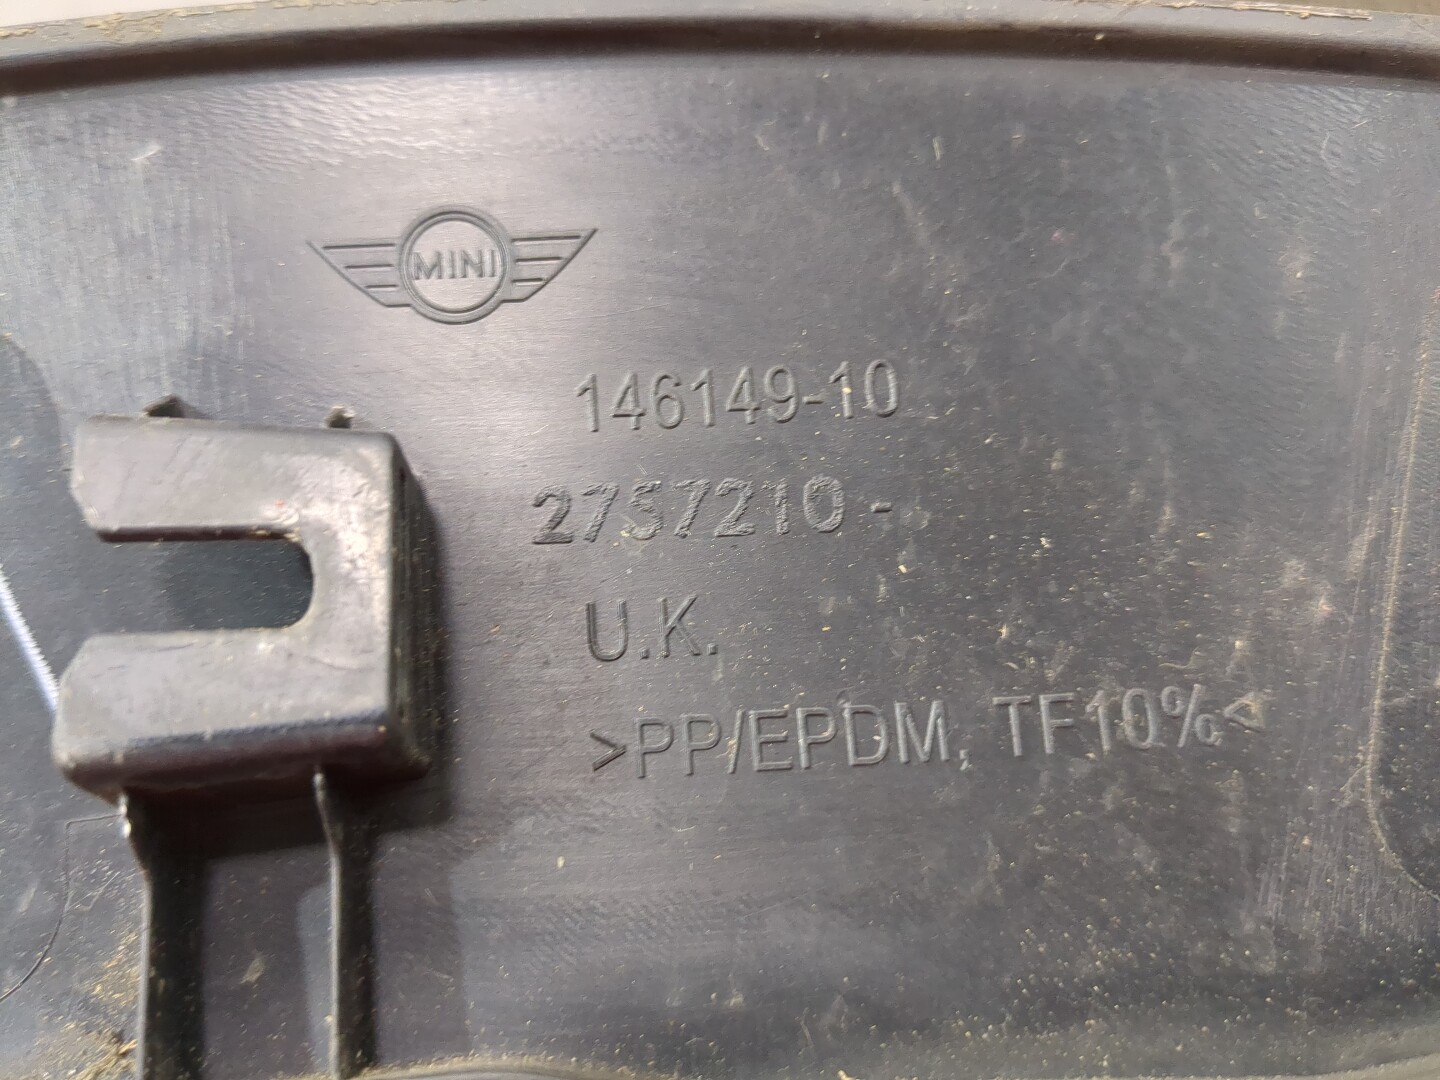 MINI
146149-10
2757210-
U.K.
>PP/EPDM, TF10%<